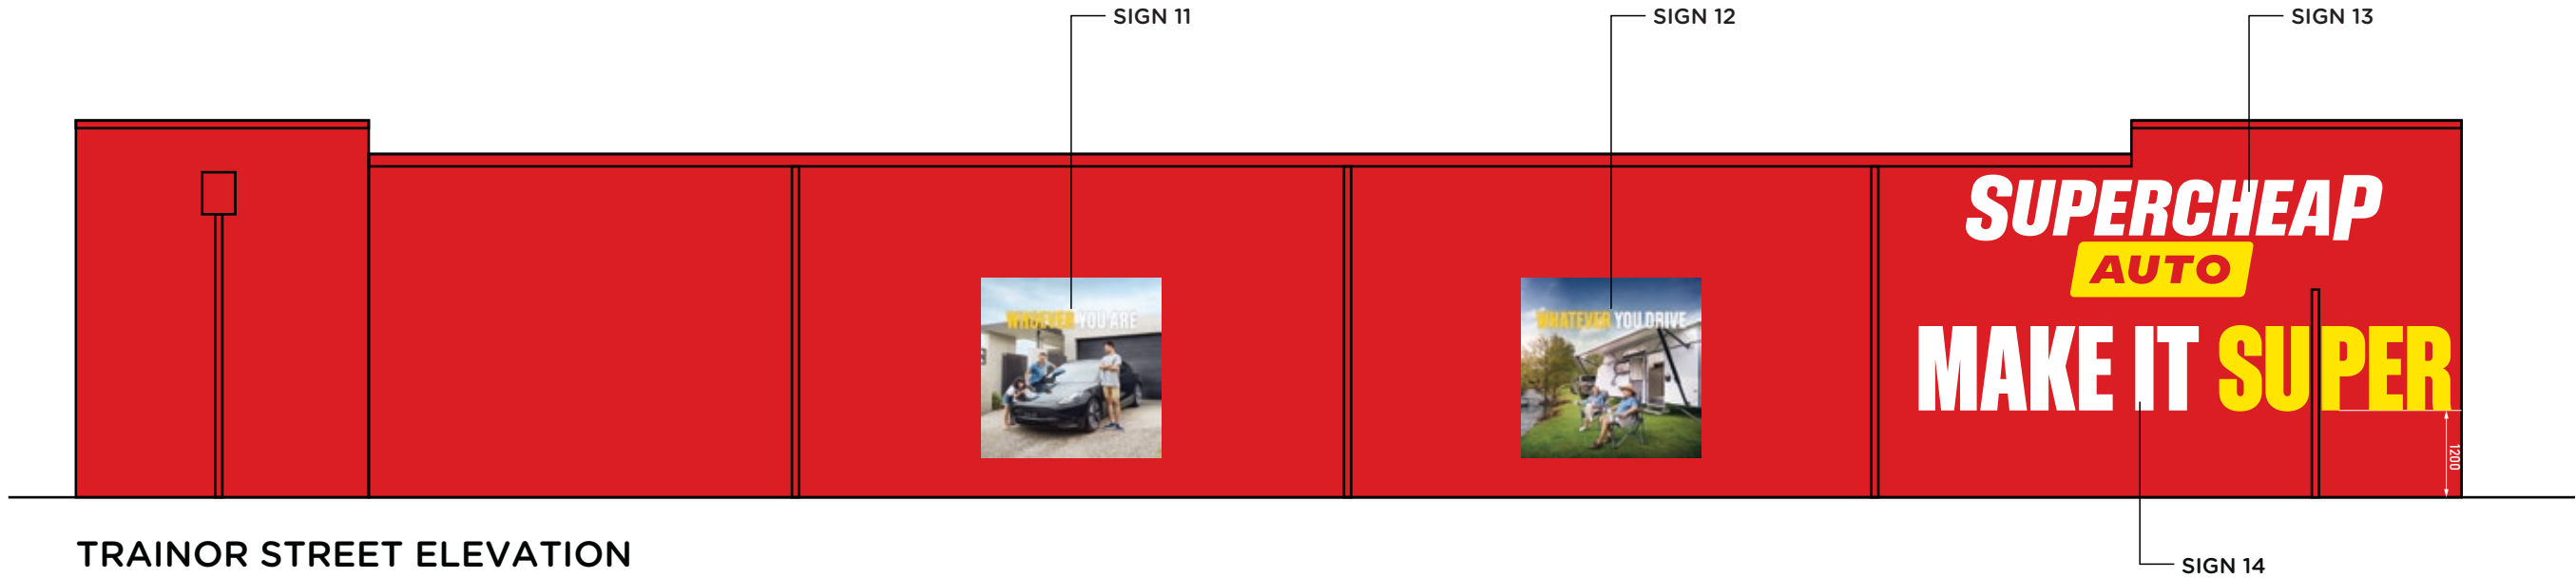 SIGN 11
SIGN 12
SIGN 13
SUPERCHEAP
AUTO
WHOEVER YOU ARE
WHATEVER YOU DRIVE
MAKE IT SUPER
1200
TRAINOR STREET ELEVATION
SIGN 14